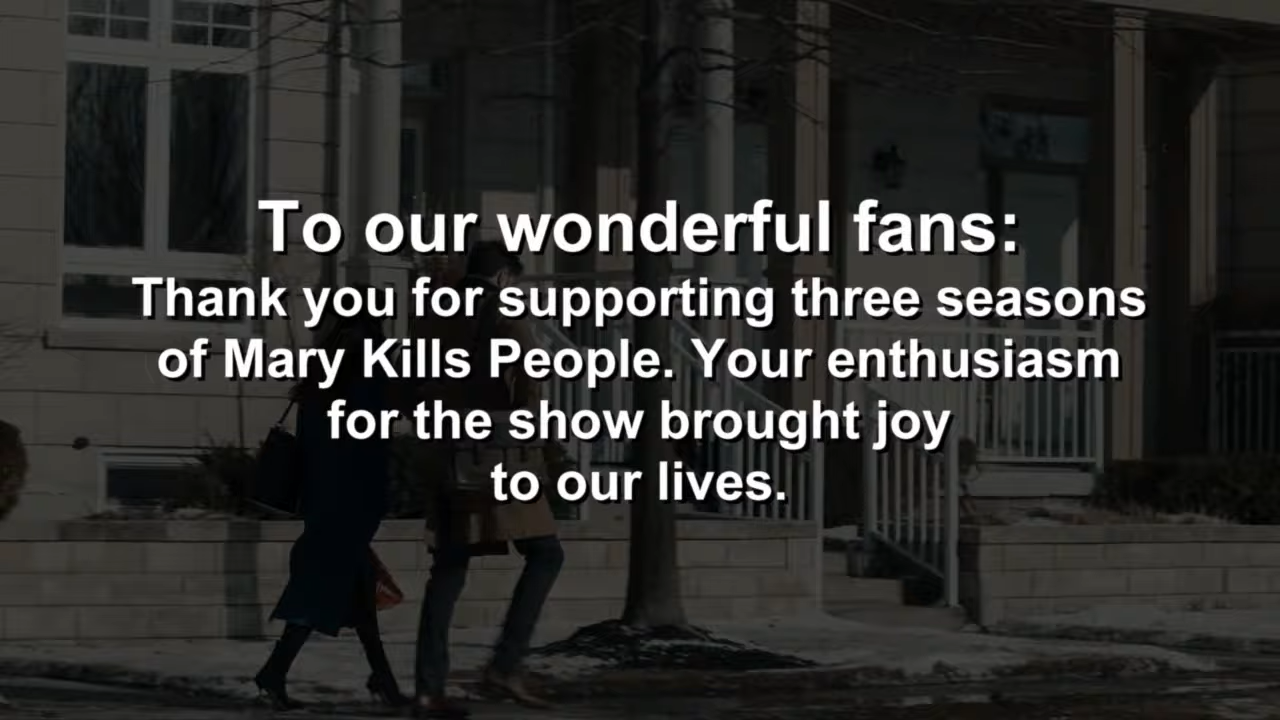 To our wonderful fans:
Thank you for supporting three seasons
of Mary Kills People. Your enthusiasm
for the show brought joy
to our lives.